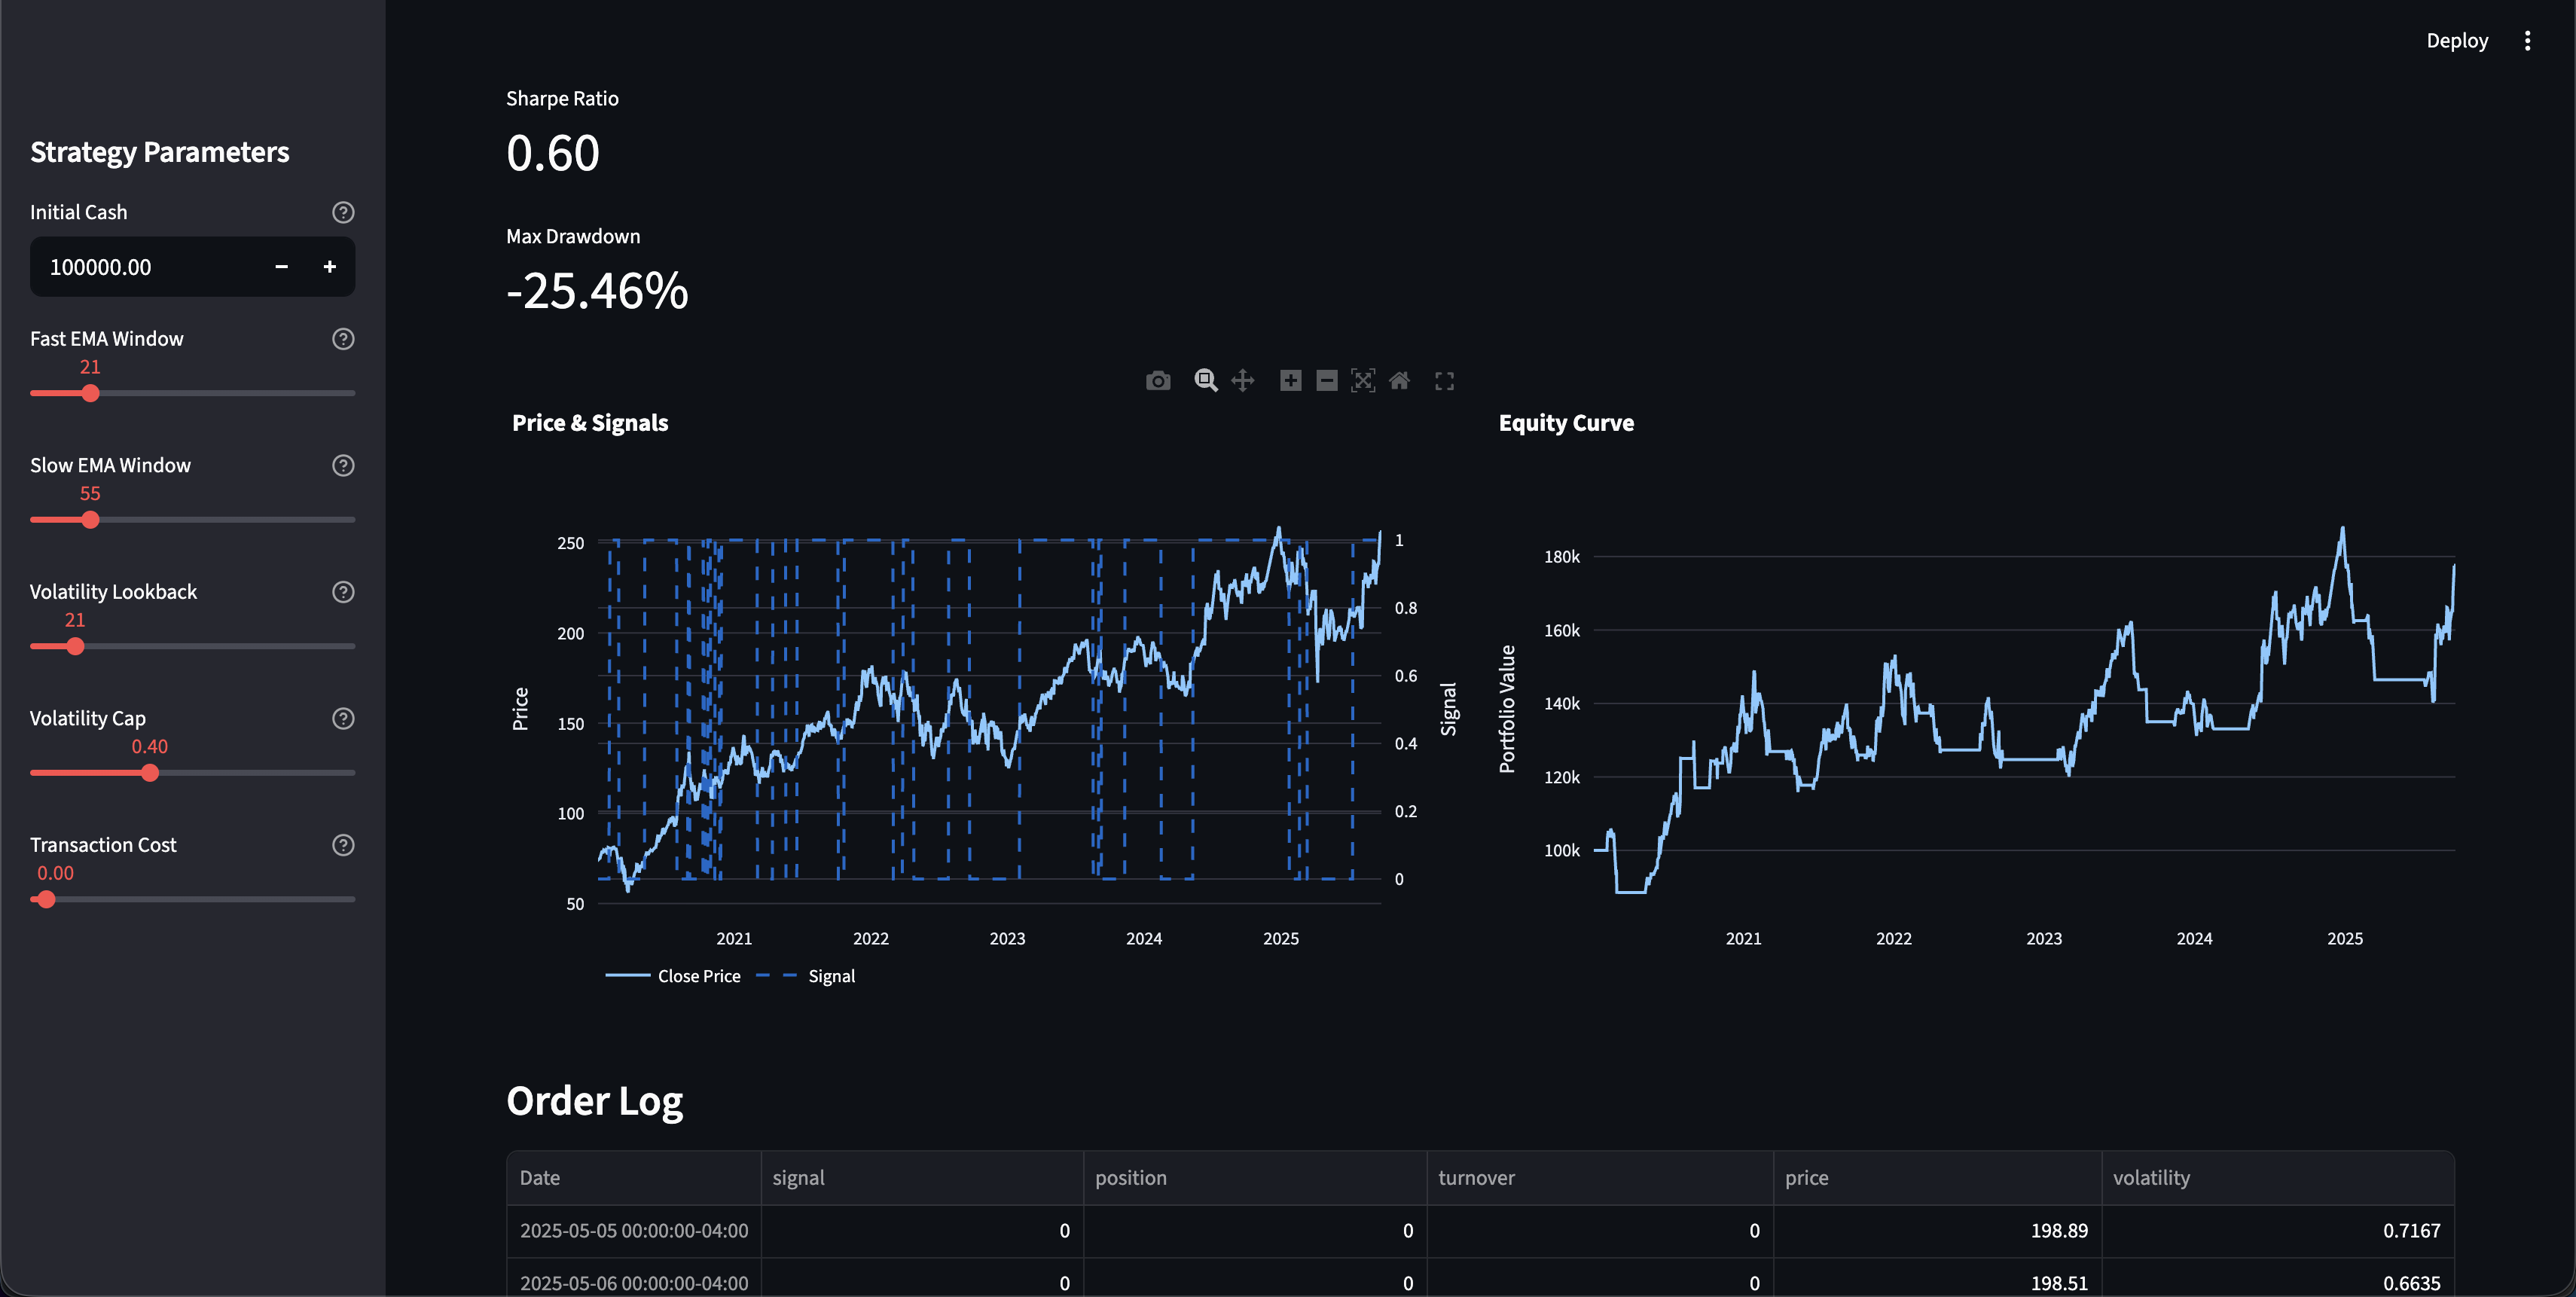 Deploy
Strategy Parameters
Initial Cash
100000.00
Fast EMA Window
21
Slow EMA Window
55
Volatility Lookback
21
Volatility Cap
0.40
Transaction Cost
0.00
Sharpe Ratio
0.60
Max Drawdown
-25.46%
Price & Signals
250
200
150
100
50
Price
1
0.8
0.6
0.4
0.2
0
Signal
2021 2022 2023 2024 2025
Close Price Signal
Equity Curve
180k
160k
140k
120k
100k
Portfolio Value
2021 2022 2023 2024 2025
Order Log
Date signal position turnover price volatility
2025-05-05 00:00:00-04:00 0 0 0 198.89 0.7167
2025-05-06 00:00:00-04:00 0 0 0 198.51 0.6635